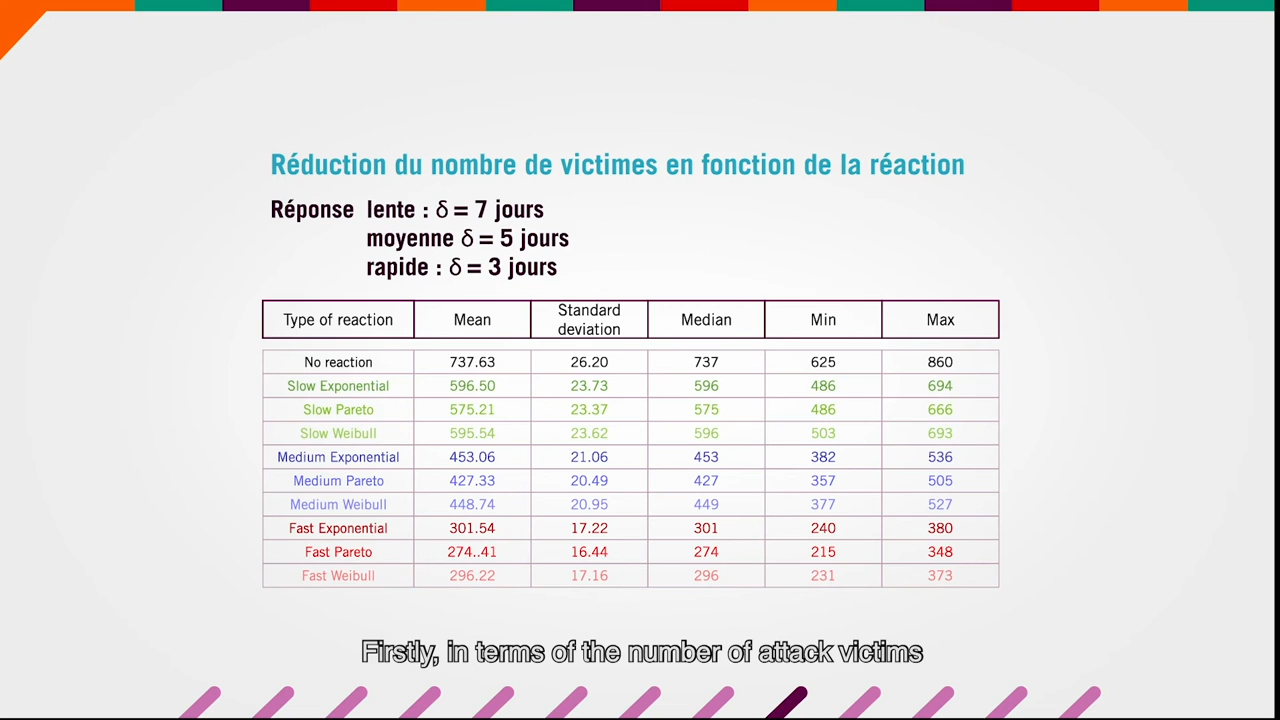 Réduction du nombre de victimes en fonction de la réaction
Réponse lente : δ = 7 jours
moyenne δ = 5 jours
rapide : δ = 3 jours
Type of reaction Mean Standard deviation Median Min Max
No reaction 737.63 26.20 737 625 860
Slow Exponential 596.50 23.73 596 486 694
Slow Pareto 575.21 23.37 575 486 666
Slow Weibull 595.54 23.62 596 503 693
Medium Exponential 453.06 21.06 453 382 536
Medium Pareto 427.33 20.49 427 357 505
Medium Weibull 448.74 20.95 449 377 527
Fast Exponential 301.54 17.22 301 240 380
Fast Pareto 274..41 16.44 274 215 348
Fast Weibull 296.22 17.16 296 231 373
Firstly, in terms of the number of attack victims